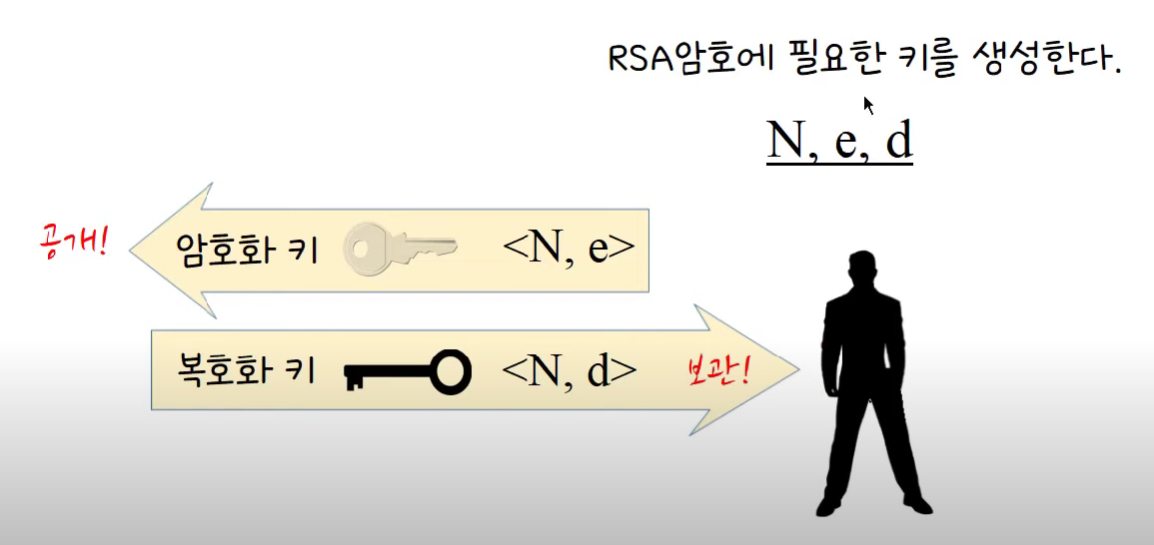 RSA암호에 필요한 키를 생성한다.
N, e, d
공개!
암호화 키 <N, e>
복호화 키 <N, d> 보관!